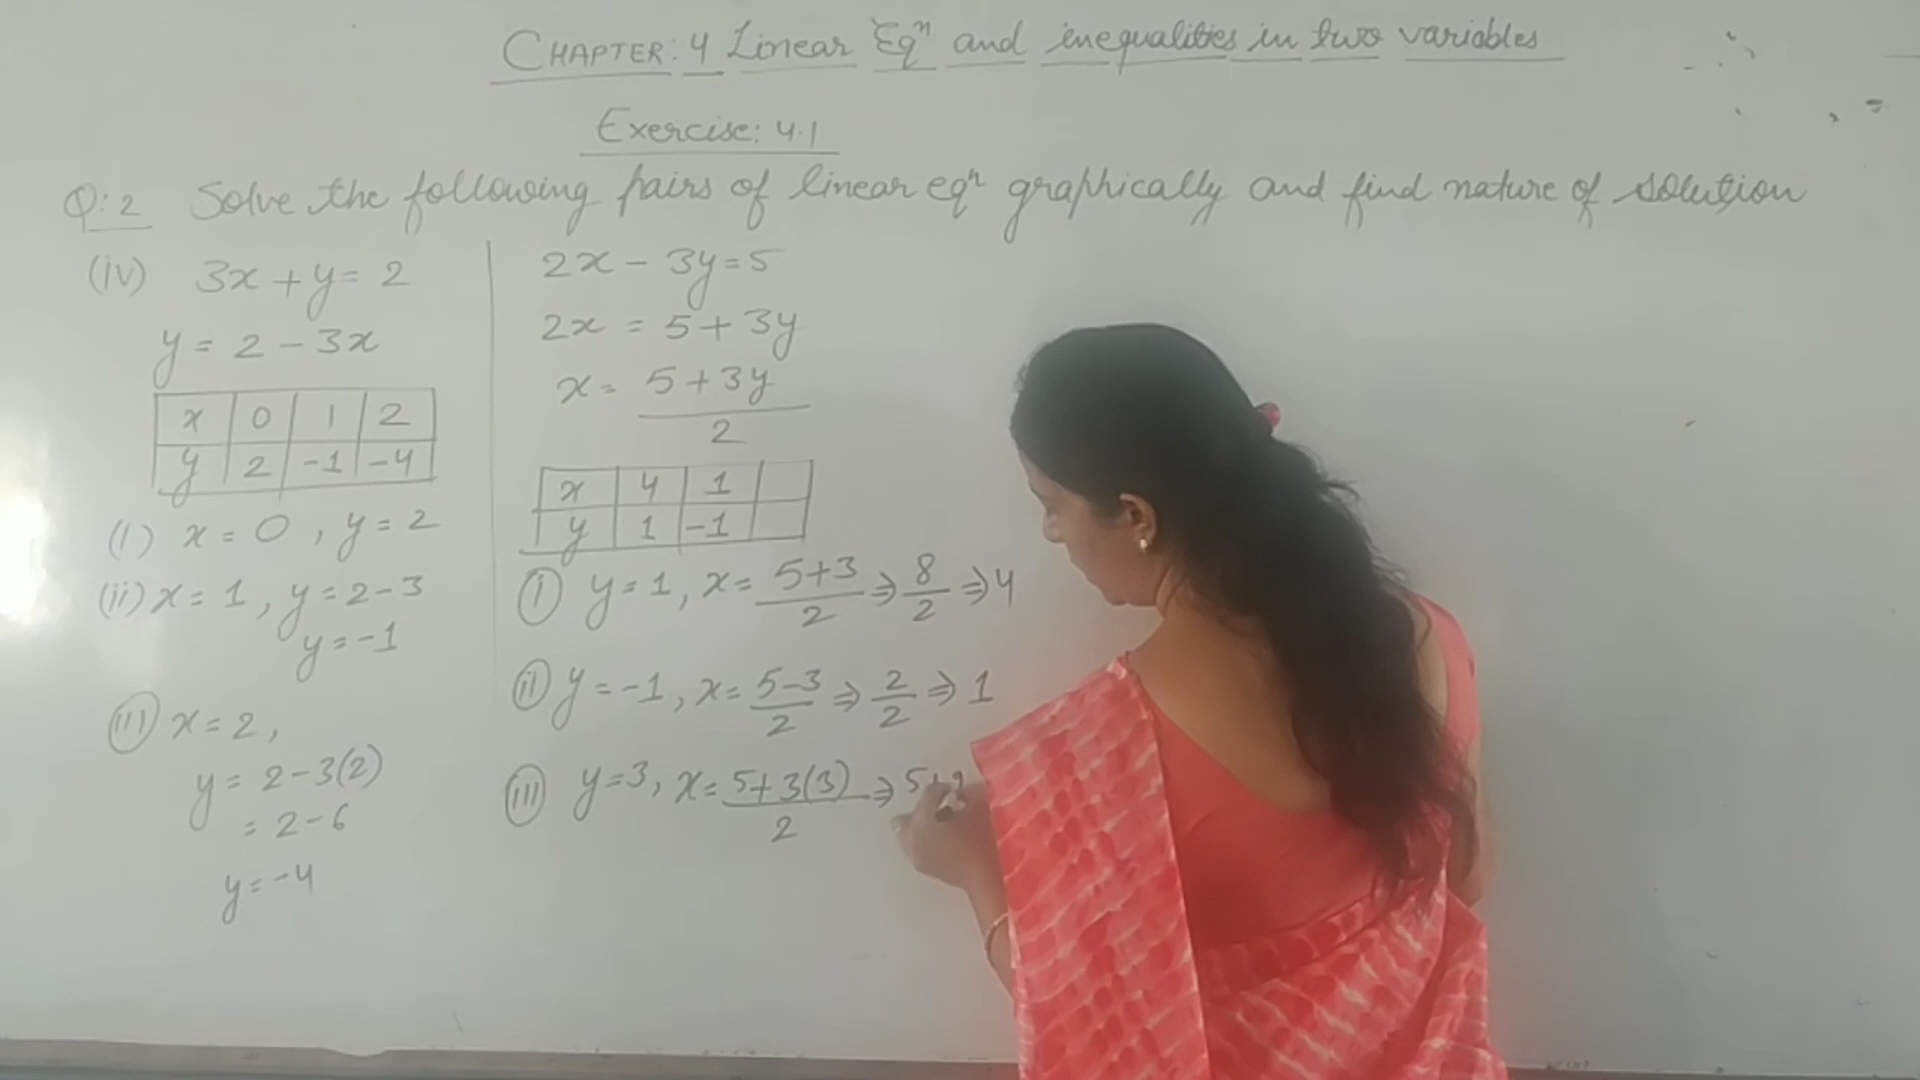 CHAPTER: 4 Linear Eqⁿ and inequalities in two variables
Exercise: 4.1
Q:2 Solve the following pairs of linear eqⁿ graphically and find nature of solution
(iv) 3x + y = 2
y = 2 - 3x
x 0 1 2
y 2 -1 -4
(i) x = 0, y = 2
(ii) x = 1, y = 2 - 3
y = -1
(iii) x = 2,
y = 2 - 3(2)
= 2 - 6
y = -4
2x - 3y = 5
2x = 5 + 3y
x = 5 + 3y
2
x 4 1
y 1 -1
(i) y = 1, x = 5+3/2 ⇒ 8/2 ⇒ 4
(ii) y = -1, x = 5-3/2 ⇒ 2/2 ⇒ 1
(iii) y = 3, x = 5+3(3)/2 ⇒ 5+9